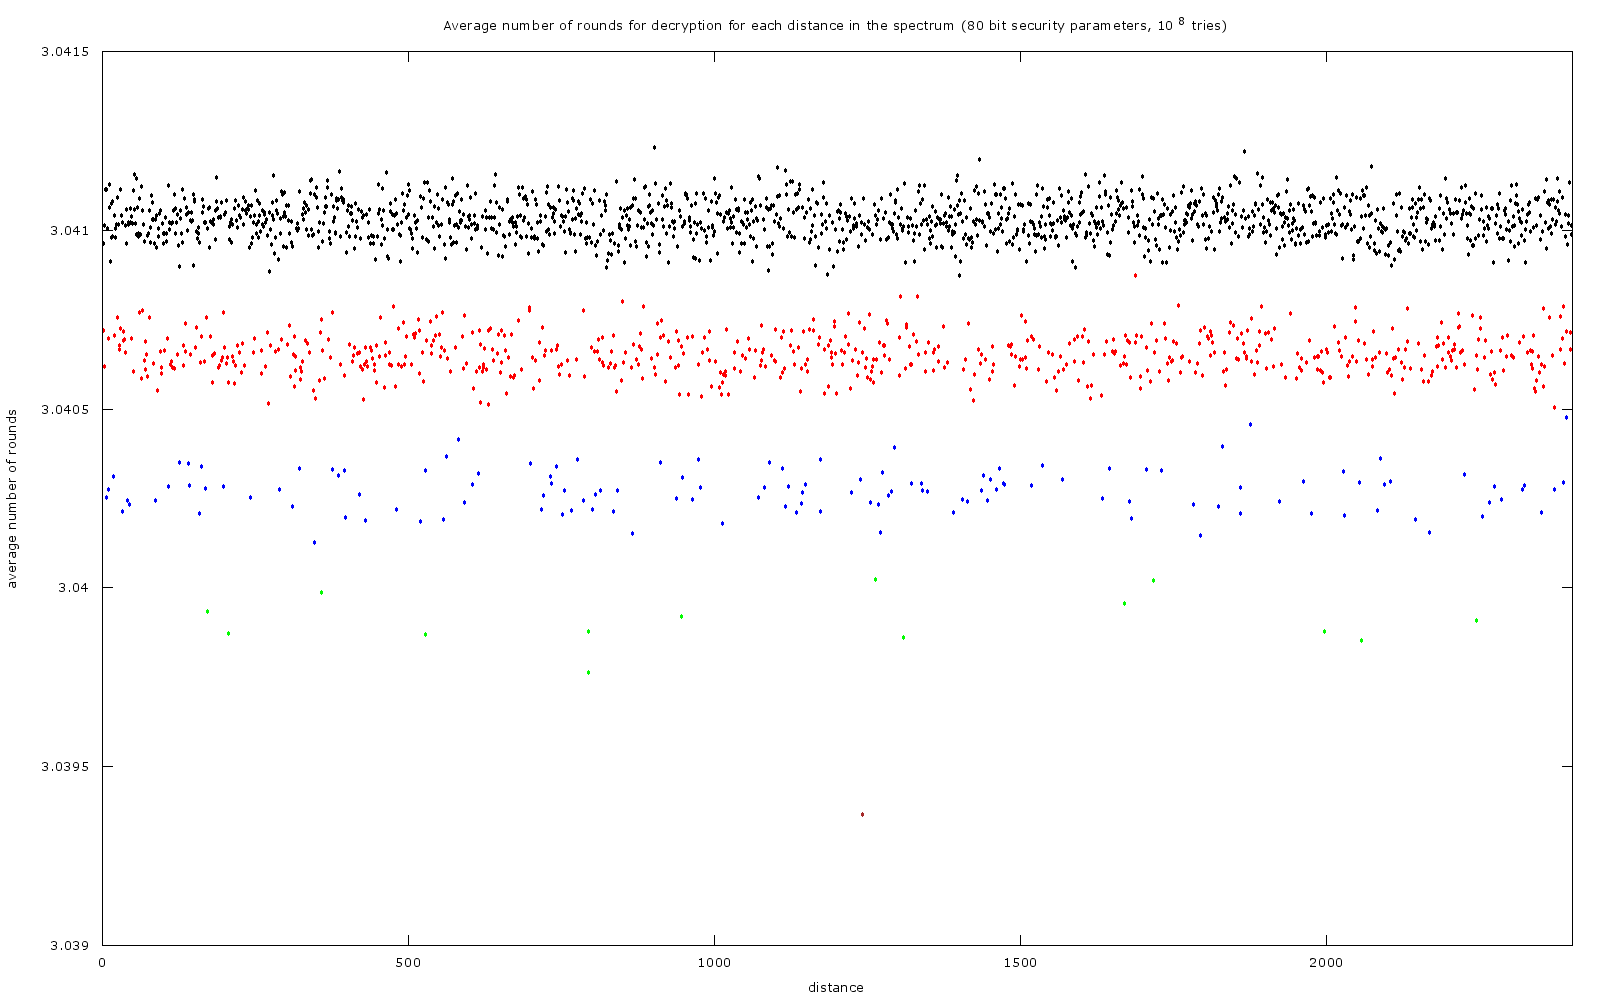 Average number of rounds for decryption for each distance in the spectrum (80 bit security parameters, 10 8 tries)
3.0415
3.041
3.0405
3.04
3.0395
3.039
average number of rounds
0 500 1000 1500 2000
distance